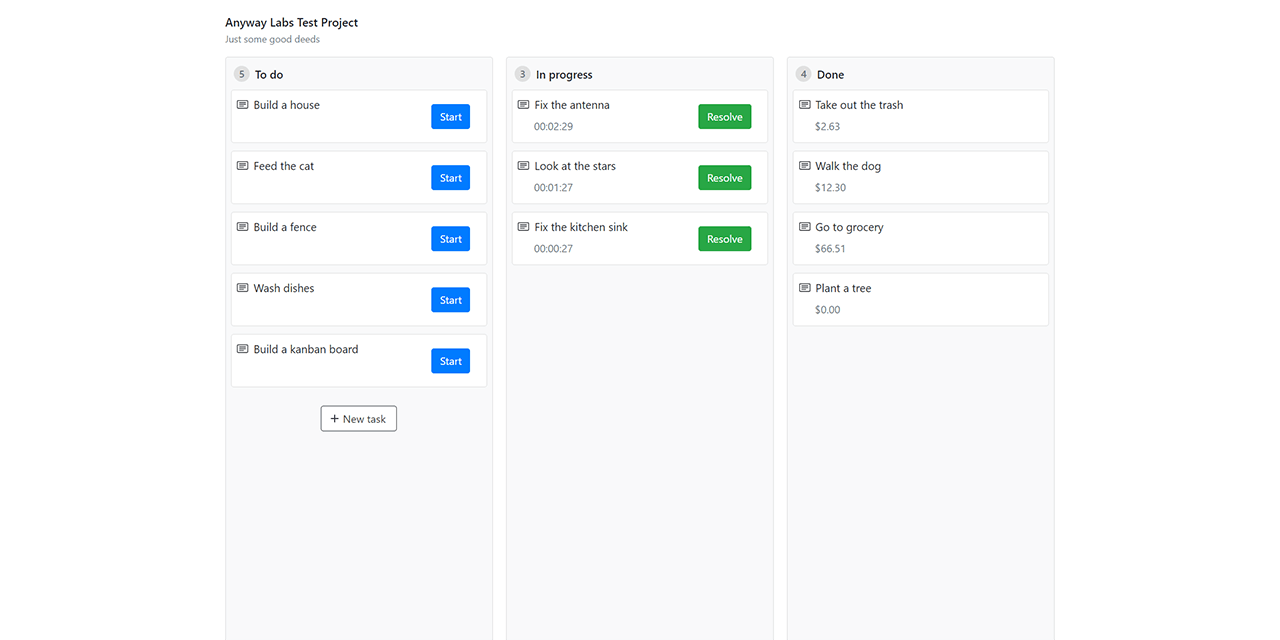 Anyway Labs Test Project
Just some good deeds
5 To do
Build a house
Start
Feed the cat
Start
Build a fence
Start
Wash dishes
Start
Build a kanban board
Start
+ New task
3 In progress
Fix the antenna
00:02:29
Resolve
Look at the stars
00:01:27
Resolve
Fix the kitchen sink
00:00:27
Resolve
4 Done
Take out the trash
$2.63
Walk the dog
$12.30
Go to grocery
$66.51
Plant a tree
$0.00